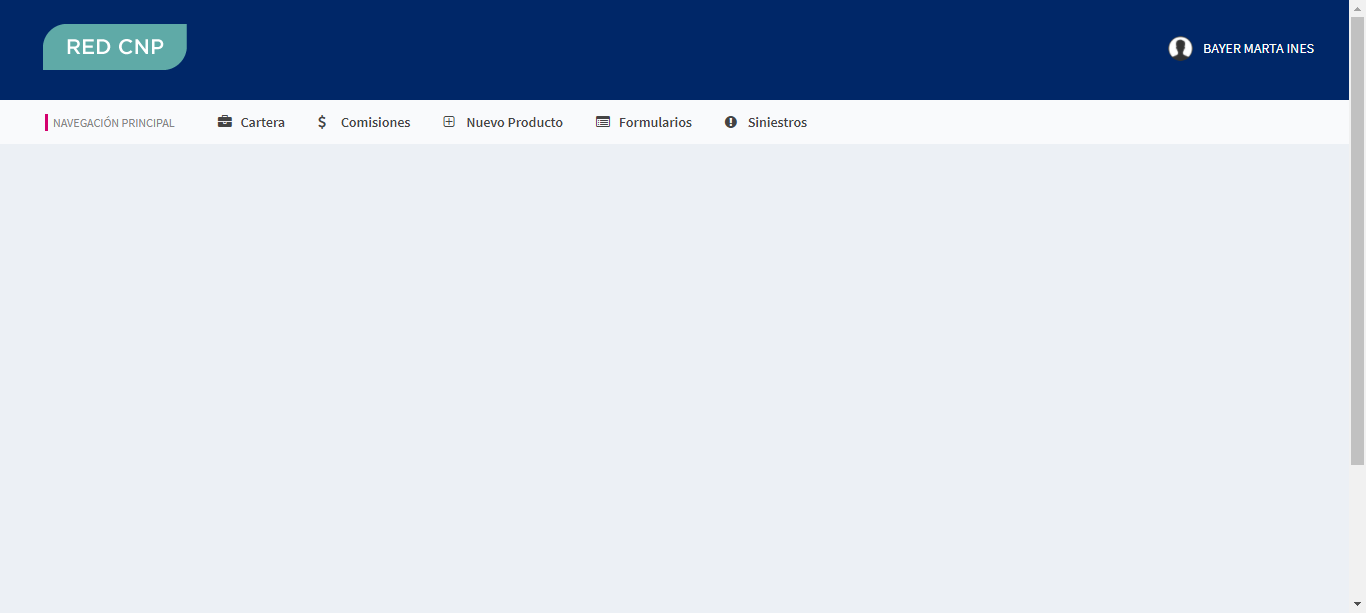 RED CNP
BAYER MARTA INES
NAVEGACIÓN PRINCIPAL Cartera Comisiones Nuevo Producto Formularios Siniestros